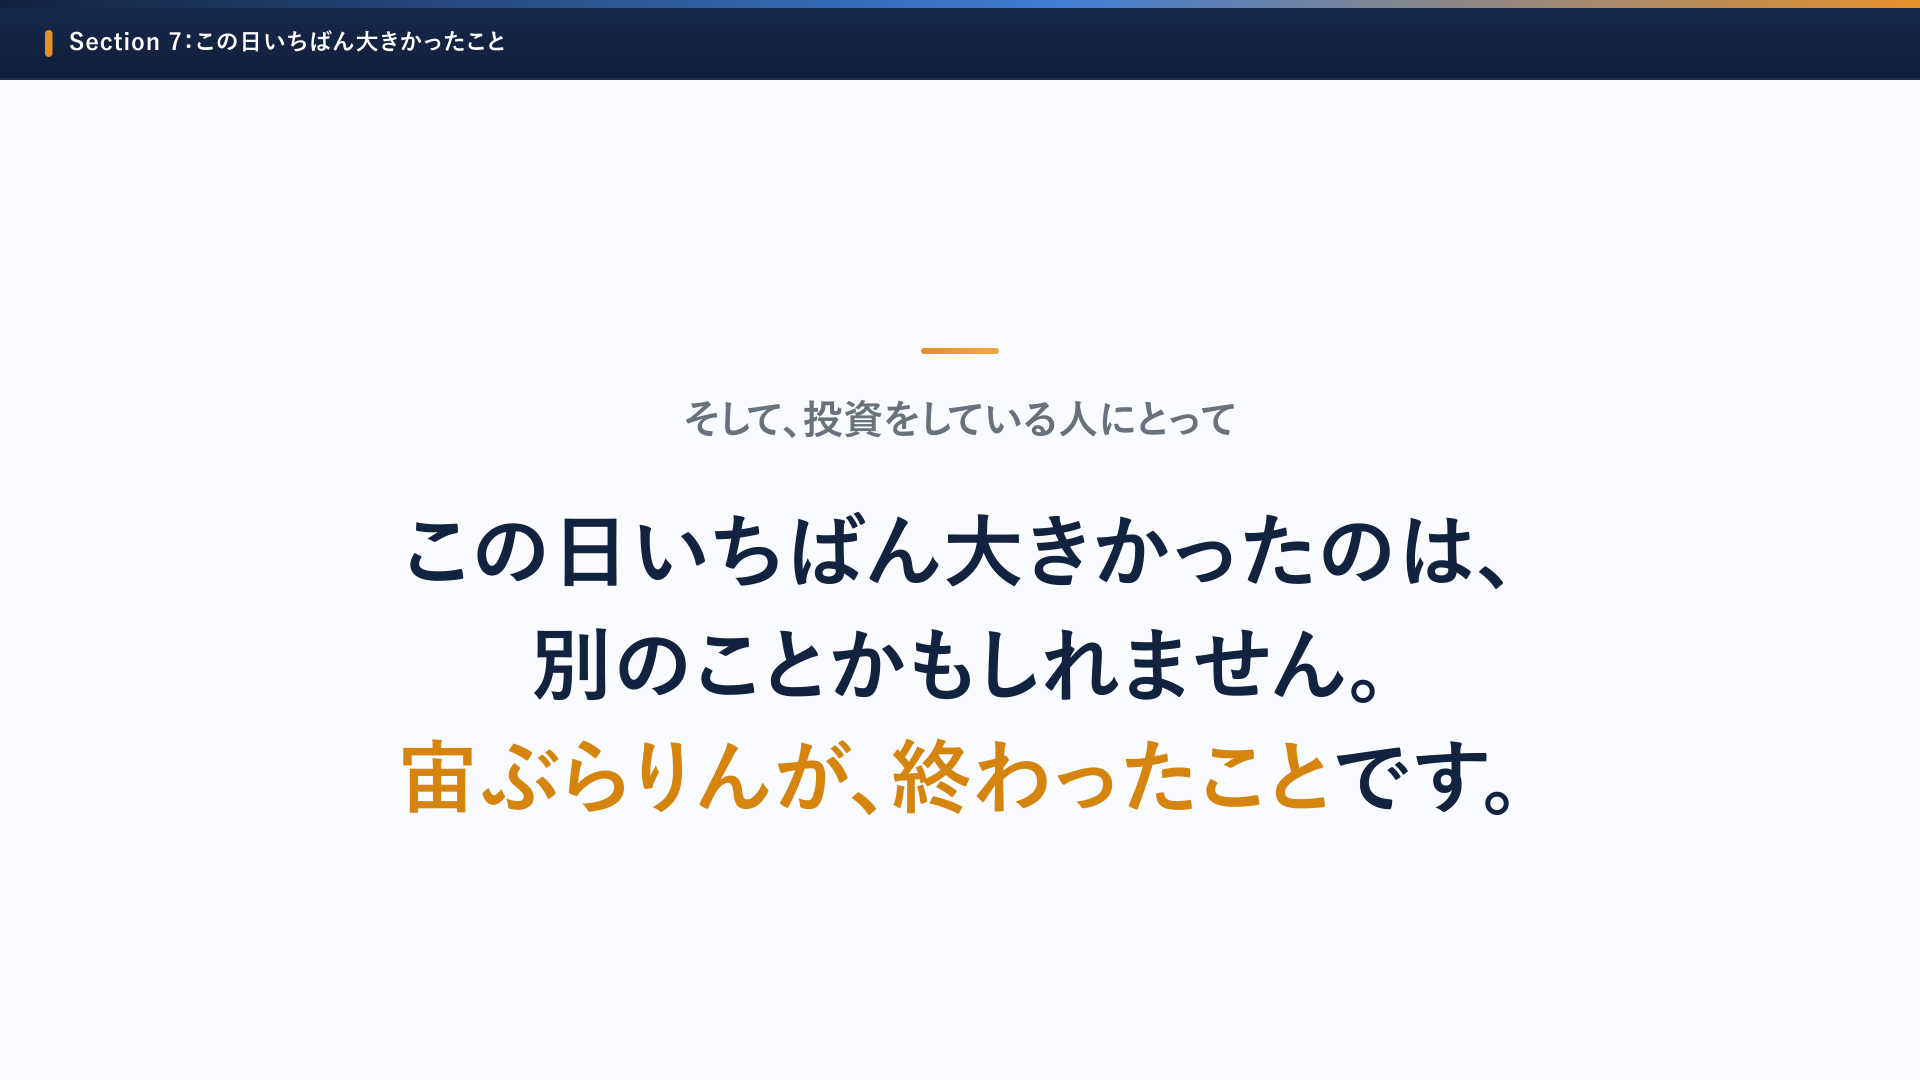 Section 7：この日いちばん大きかったこと
そして、投資をしている人にとって
この日いちばん大きかったのは、
別のことかもしれません。
宙ぶらりんが、終わったことです。